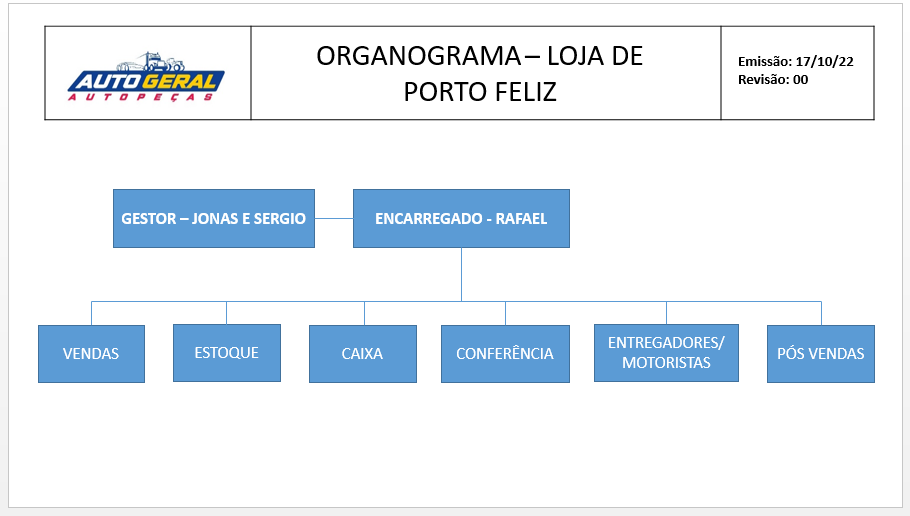 AUTO GERAL
AUTOPEÇAS
ORGANOGRAMA – LOJA DE
PORTO FELIZ
Emissão: 17/10/22
Revisão: 00
GESTOR – JONAS E SERGIO
ENCARREGADO - RAFAEL
VENDAS
ESTOQUE
CAIXA
CONFERÊNCIA
ENTREGADORES/
MOTORISTAS
PÓS VENDAS